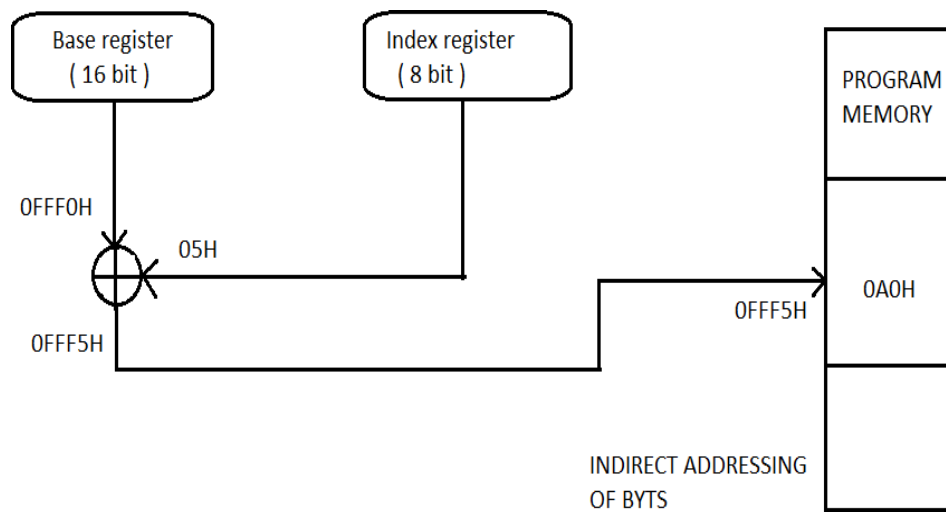 Base register
( 16 bit )
Index register
( 8 bit )
PROGRAM
MEMORY
0FFF0H
05H
0FFF5H
0FFF5H
0A0H
INDIRECT ADDRESSING
OF BYTS